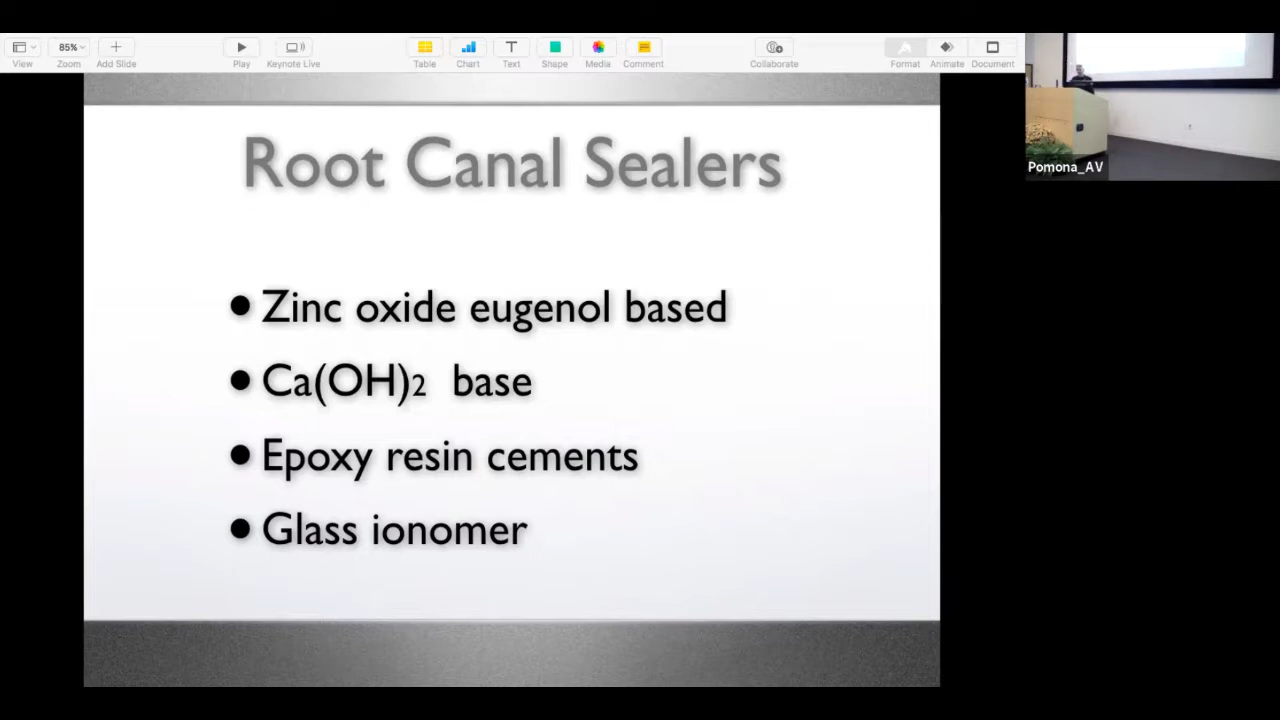 85%
View
Zoom
Add Slide
Play
Keynote Live
Table
Chart
Text
Shape
Media
Comment
Collaborate
Format
Animate
Document
Pomona_AV
Root Canal Sealers
• Zinc oxide eugenol based
• Ca(OH)2 base
• Epoxy resin cements
• Glass ionomer